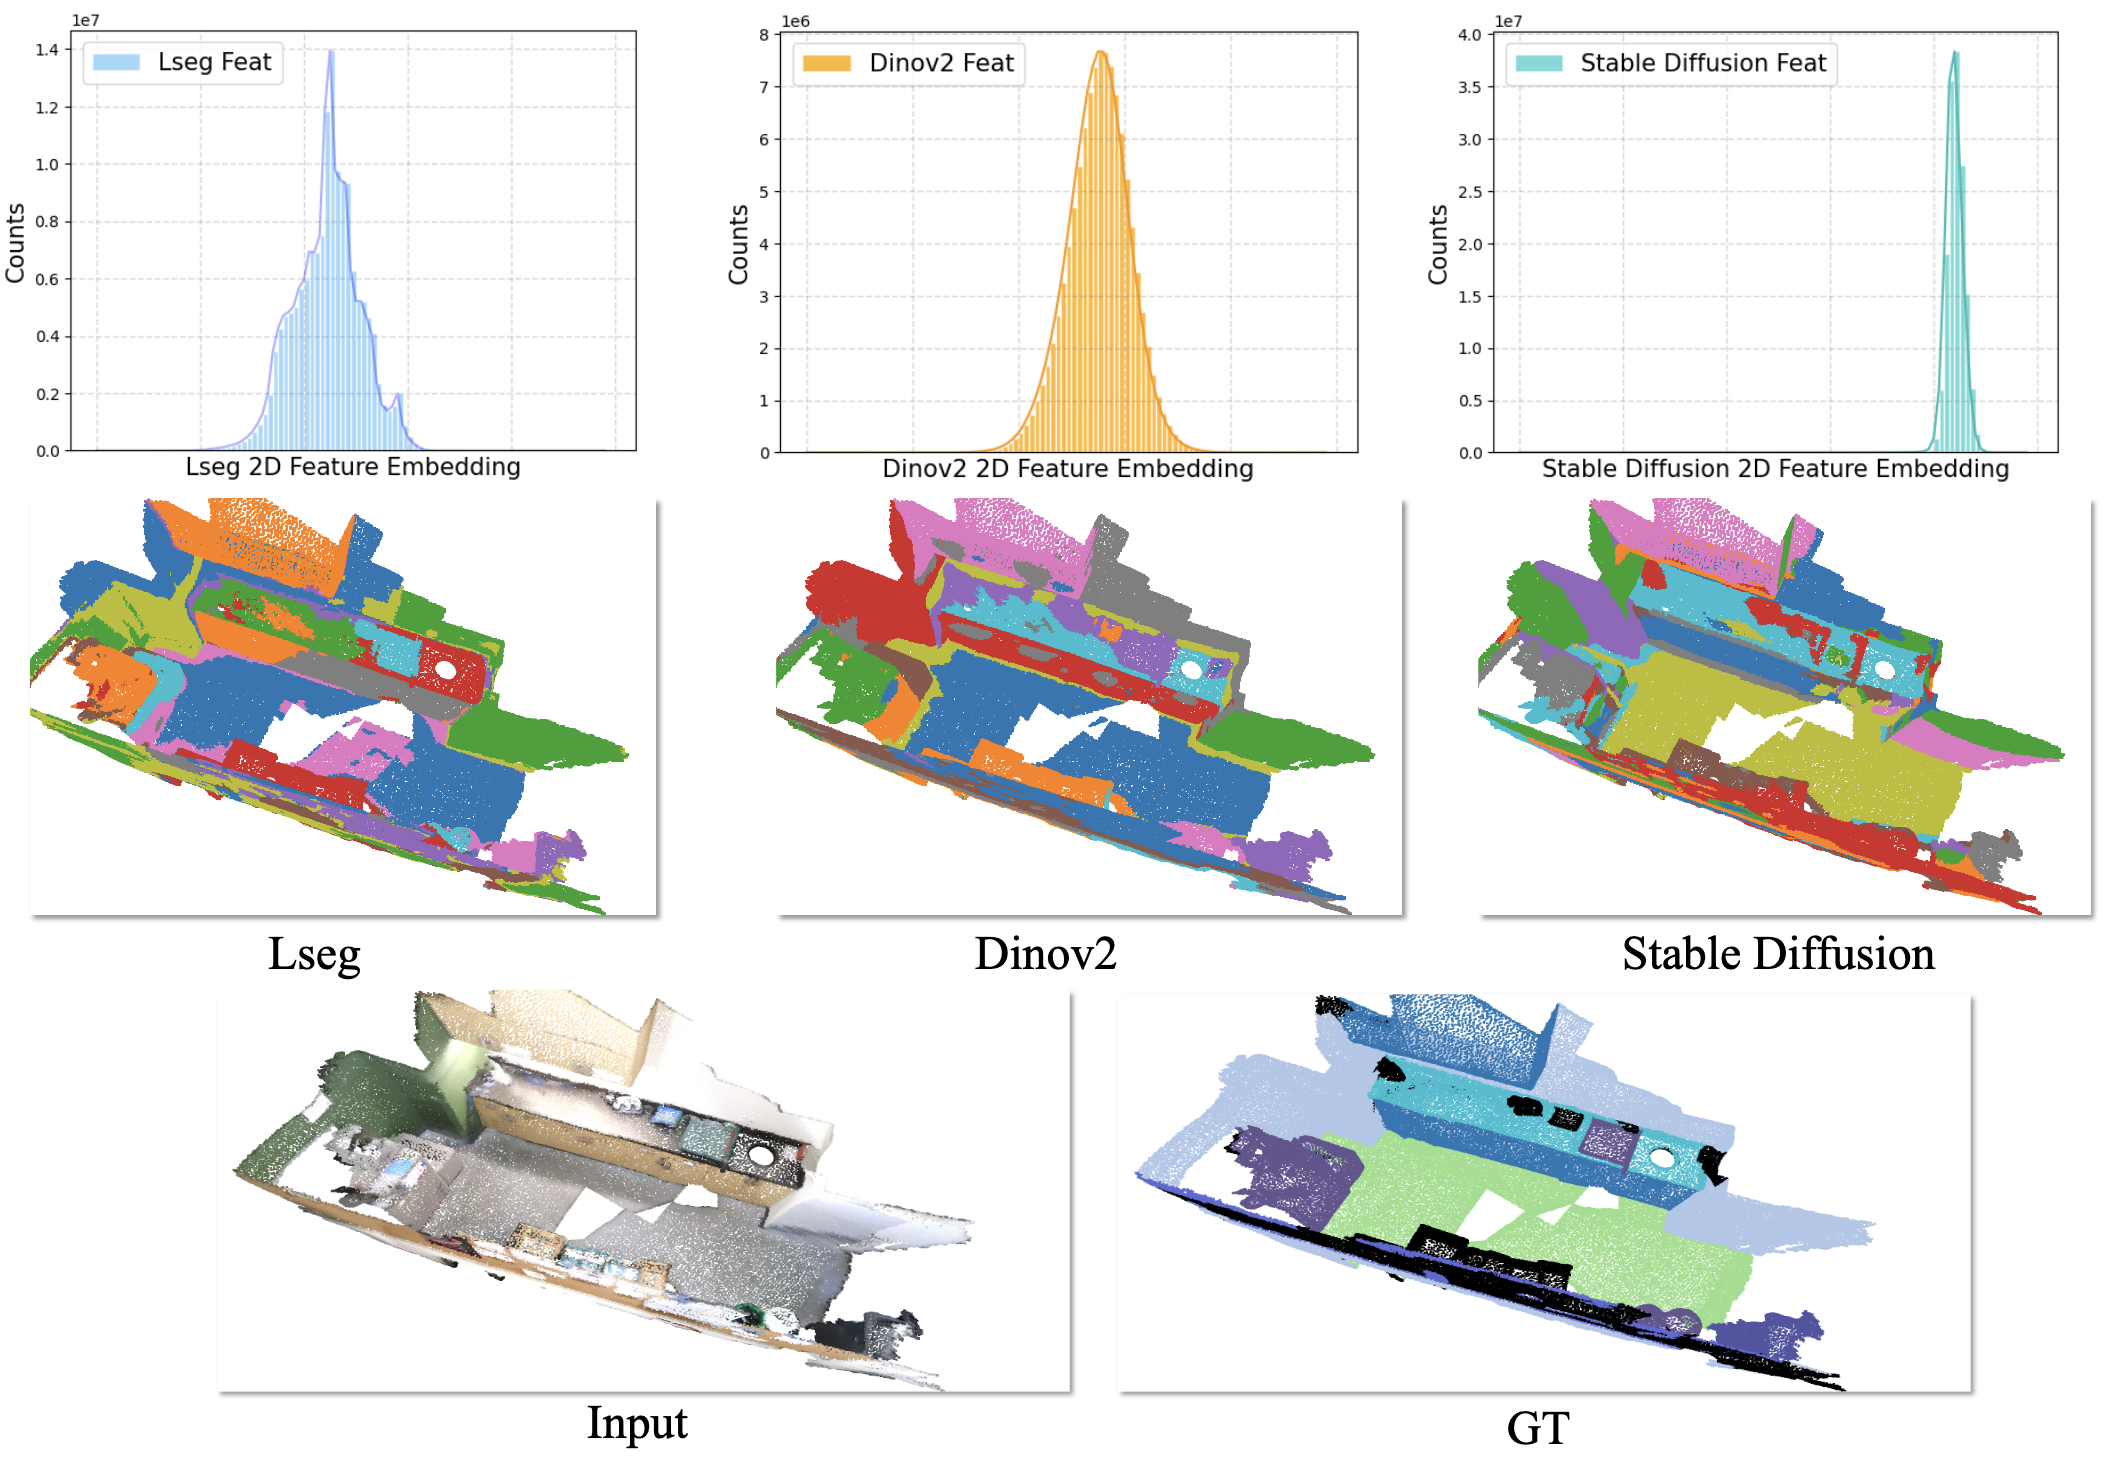 1e7
Lseg Feat
1.4
1.2
1.0
0.8
0.6
0.4
0.2
0.0
Counts
Lseg 2D Feature Embedding
1e6
Dinov2 Feat
8
7
6
5
4
3
2
1
0
Counts
Dinov2 2D Feature Embedding
1e7
Stable Diffusion Feat
4.0
3.5
3.0
2.5
2.0
1.5
1.0
0.5
0.0
Counts
Stable Diffusion 2D Feature Embedding
Lseg
Dinov2
Stable Diffusion
Input
GT